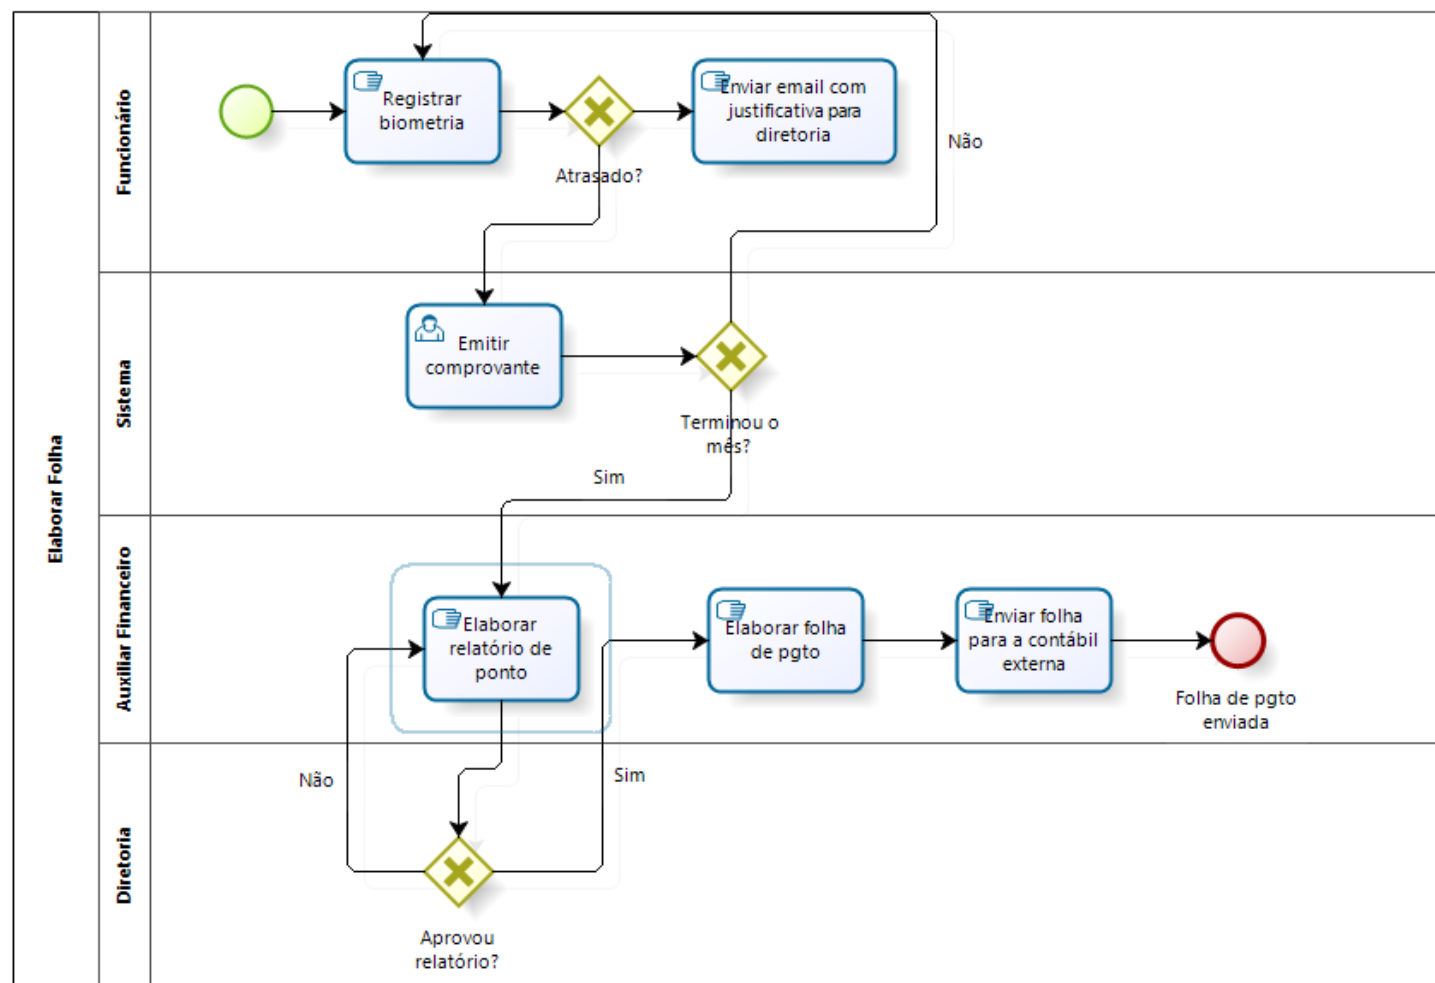 Elaborar Folha
Funcionário
Registrar
biometria
Atrasado?
Enviar email com
justificativa para
diretoria
Não
Sistema
Emitir
comprovante
Terminou o
mês?
Sim
Auxiliar Financeiro
Elaborar
relatório de
ponto
Elaborar folha
de pgto
Enviar folha
para a contábil
externa
Folha de pgto
enviada
Diretoria
Não
Sim
Aprovou
relatório?